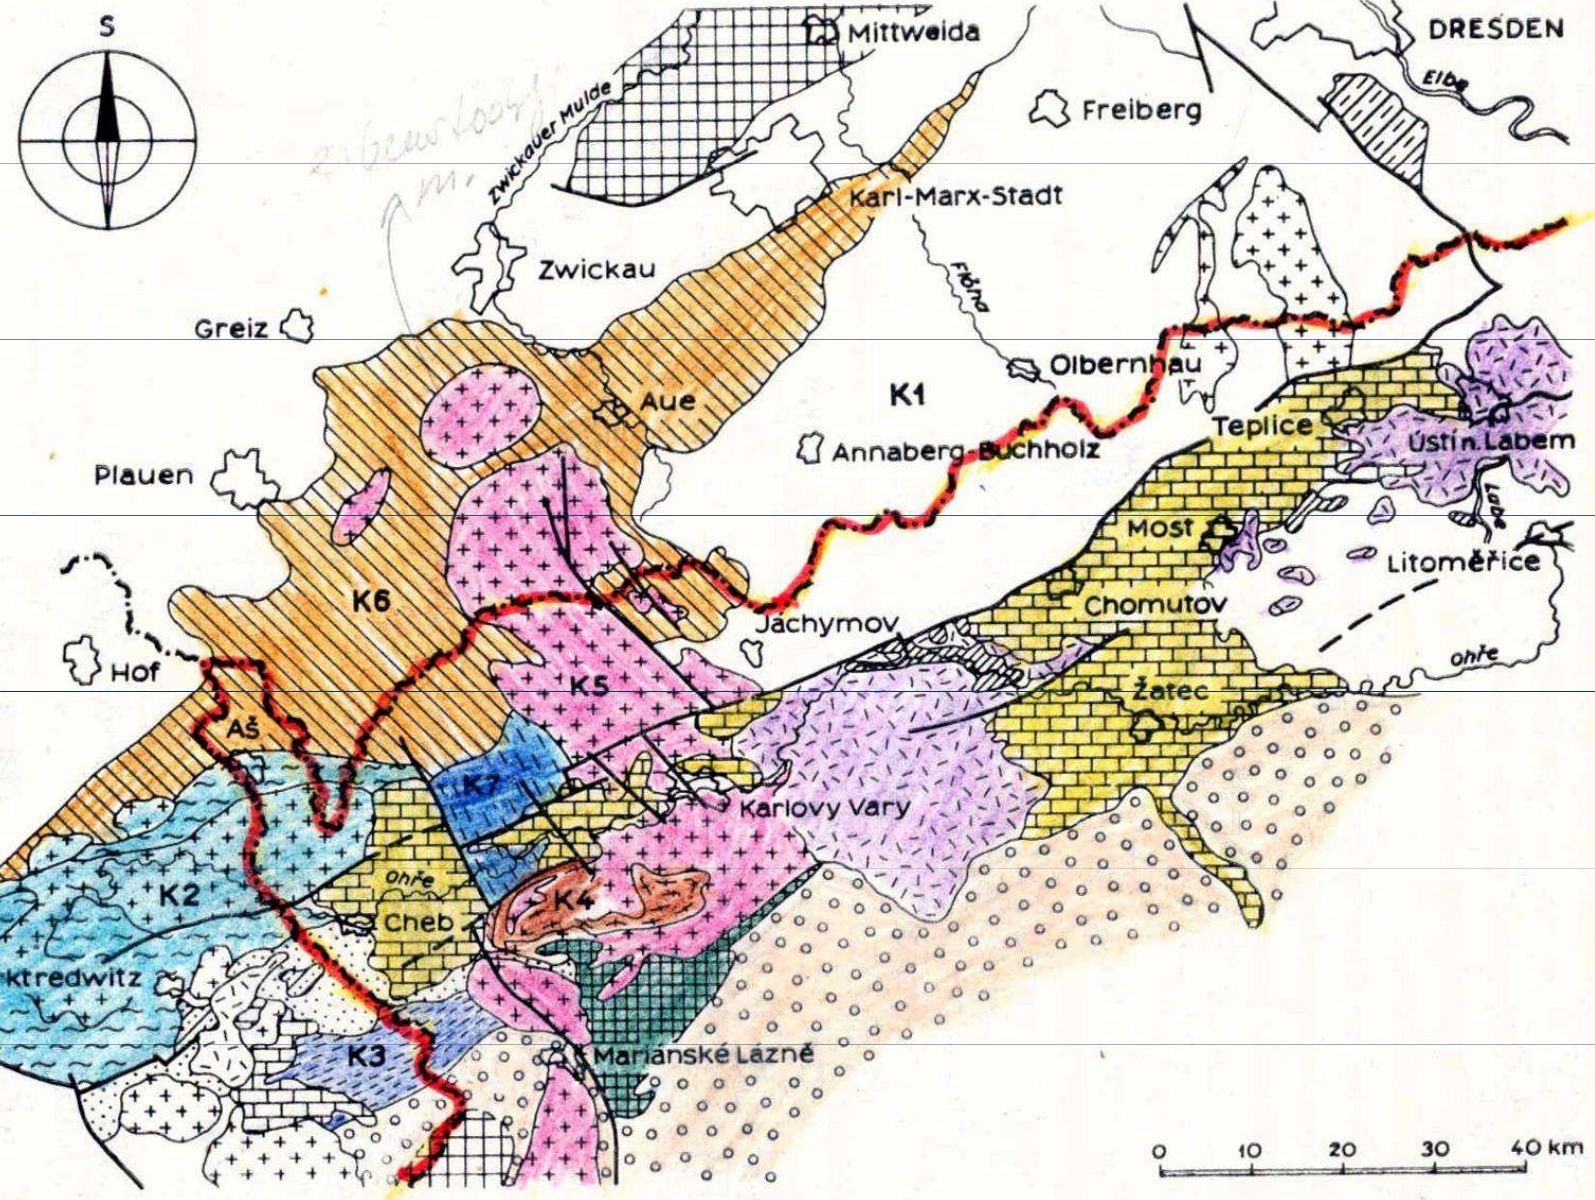 S
Mittweida
DRESDEN
Elbe
Zwickauer Mulde
Freiberg
Karl-Marx-Stadt
Zwickau
Flöha
Greiz
Olbernhau
K1
Aue
Teplice
Ústí n. Labem
Annaberg-Buchholz
Plauen
Labe
Most
Litoměřice
K6
Chomutov
Jáchymov
Hof
ohře
K5
Žatec
Aš
K7
Karlovy Vary
ohře
K2
K4
Cheb
ktredwitz
K3
Mariánské Lázně
0 10 20 30 40 km